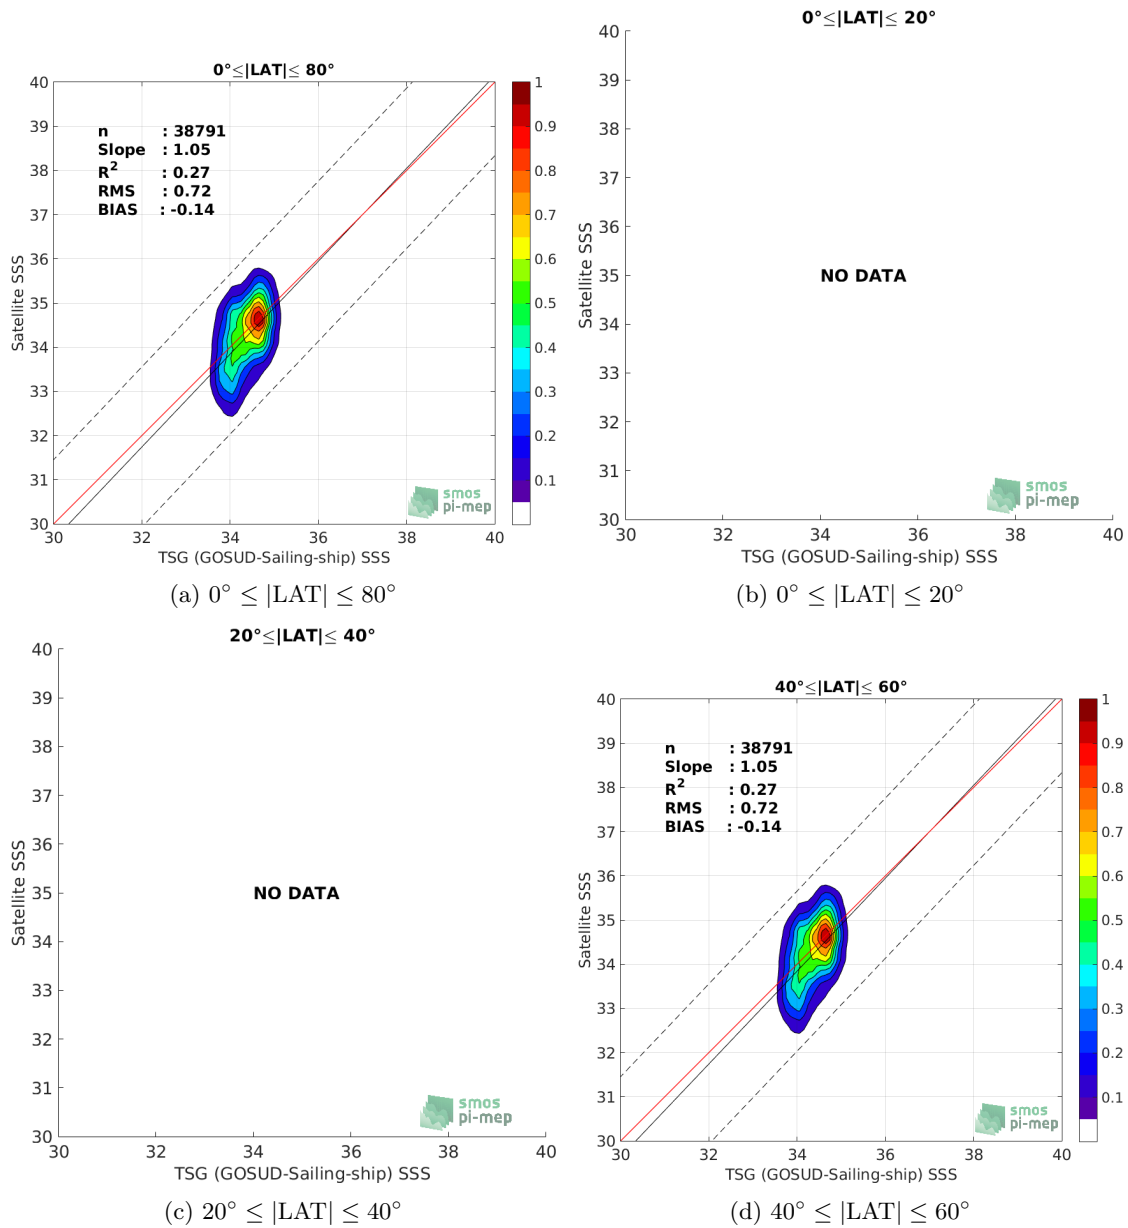 0°≤|LAT|≤ 80°
n : 38791
Slope : 1.05
R² : 0.27
RMS : 0.72
BIAS : -0.14
40
39
38
37
36
35
34
33
32
31
30
30 32 34 36 38 40
1
0.9
0.8
0.7
0.6
0.5
0.4
0.3
0.2
0.1
Satellite SSS
TSG (GOSUD-Sailing-ship) SSS
smos
pi-mep
(a) 0° ≤ |LAT| ≤ 80°
0°≤|LAT|≤ 20°
40
39
38
37
36
35
34
33
32
31
30
30 32 34 36 38 40
Satellite SSS
NO DATA
smos
pi-mep
TSG (GOSUD-Sailing-ship) SSS
(b) 0° ≤ |LAT| ≤ 20°
20°≤|LAT|≤ 40°
40
39
38
37
36
35
34
33
32
31
30
30 32 34 36 38 40
Satellite SSS
NO DATA
smos
pi-mep
TSG (GOSUD-Sailing-ship) SSS
(c) 20° ≤ |LAT| ≤ 40°
40°≤|LAT|≤ 60°
n : 38791
Slope : 1.05
R² : 0.27
RMS : 0.72
BIAS : -0.14
40
39
38
37
36
35
34
33
32
31
30
30 32 34 36 38 40
1
0.9
0.8
0.7
0.6
0.5
0.4
0.3
0.2
0.1
Satellite SSS
TSG (GOSUD-Sailing-ship) SSS
smos
pi-mep
(d) 40° ≤ |LAT| ≤ 60°